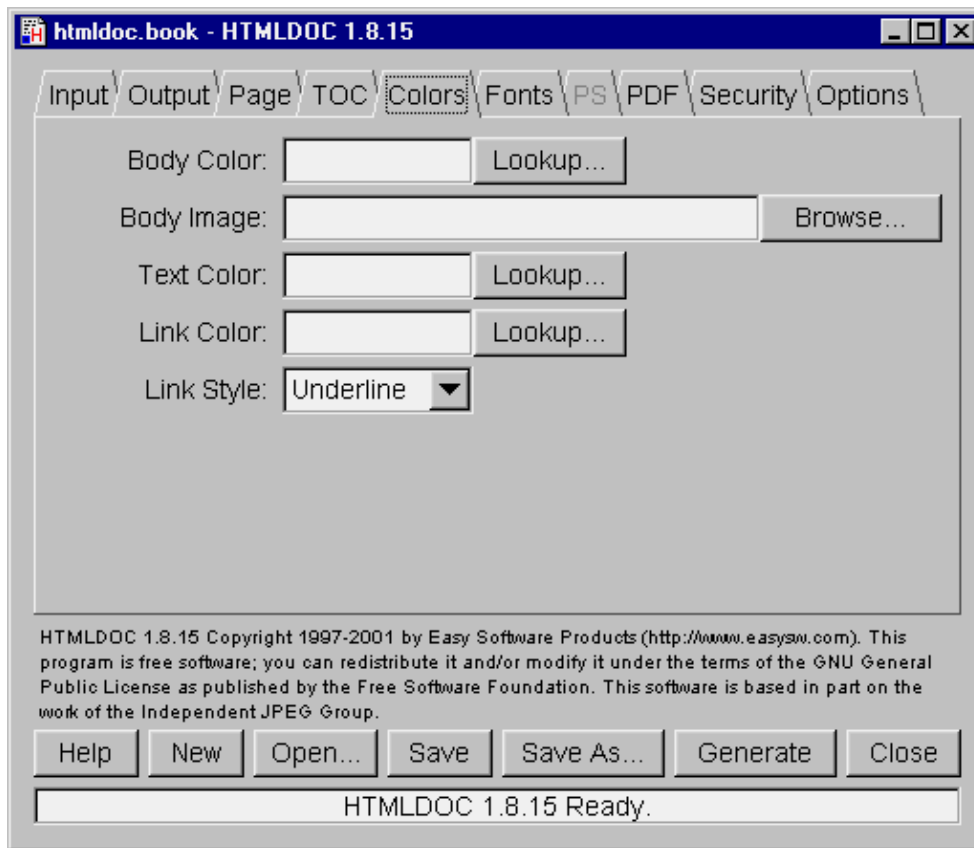 htmldoc.book - HTMLDOC 1.8.15
Input Output Page TOC Colors Fonts PS PDF Security Options
Body Color: Lookup...
Body Image: Browse...
Text Color: Lookup...
Link Color: Lookup...
Link Style: Underline
HTMLDOC 1.8.15 Copyright 1997-2001 by Easy Software Products (http://www.easysw.com). This
program is free software; you can redistribute it and/or modify it under the terms of the GNU General
Public License as published by the Free Software Foundation. This software is based in part on the
work of the Independent JPEG Group.
Help New Open... Save Save As... Generate Close
HTMLDOC 1.8.15 Ready.